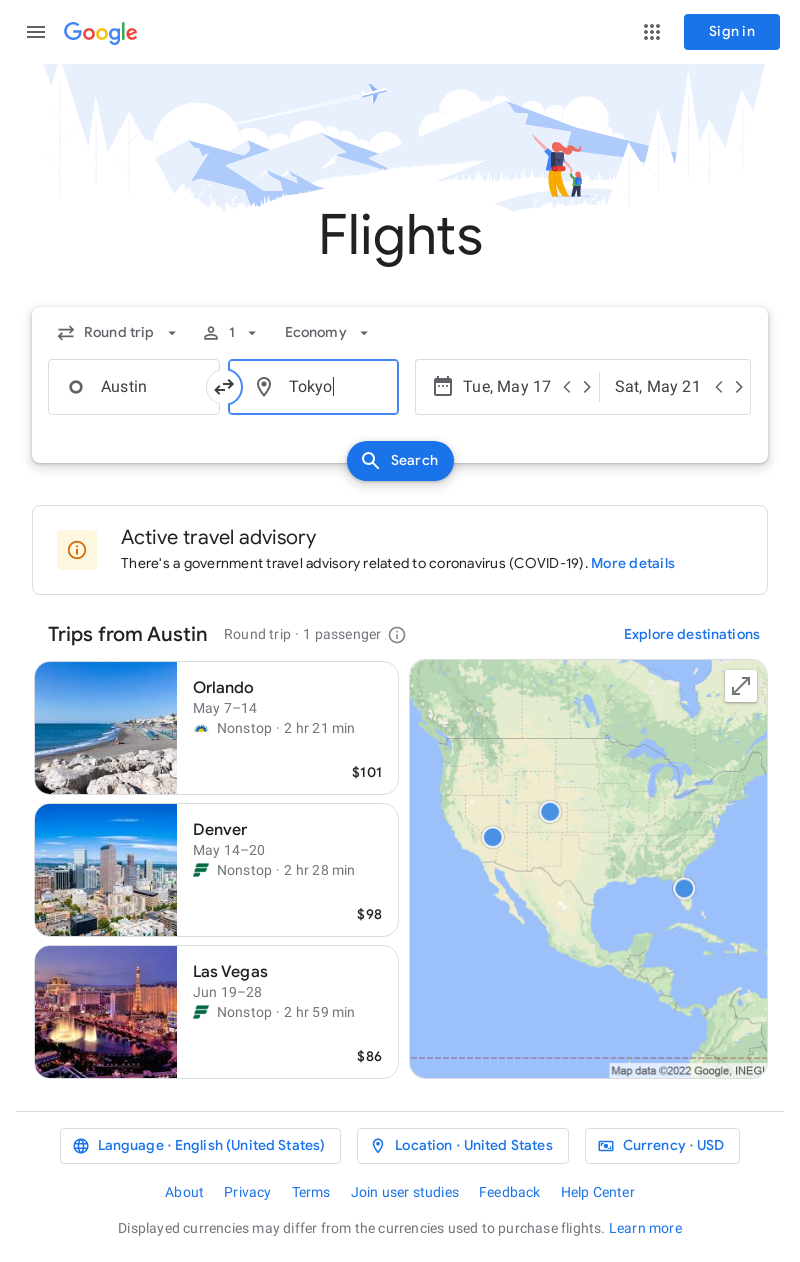 Google
Sign in
Flights
Round trip 1 Economy
Austin Tokyo Tue, May 17 Sat, May 21
Search
Active travel advisory
There's a government travel advisory related to coronavirus (COVID-19). More details
Trips from Austin Round trip · 1 passenger Explore destinations
Orlando
May 7–14
Nonstop · 2 hr 21 min
$101
Denver
May 14–20
Nonstop · 2 hr 28 min
$98
Las Vegas
Jun 19–28
Nonstop · 2 hr 59 min
$86
Map data ©2022 Google, INEGI
Language · English (United States) Location · United States Currency · USD
About Privacy Terms Join user studies Feedback Help Center
Displayed currencies may differ from the currencies used to purchase flights. Learn more